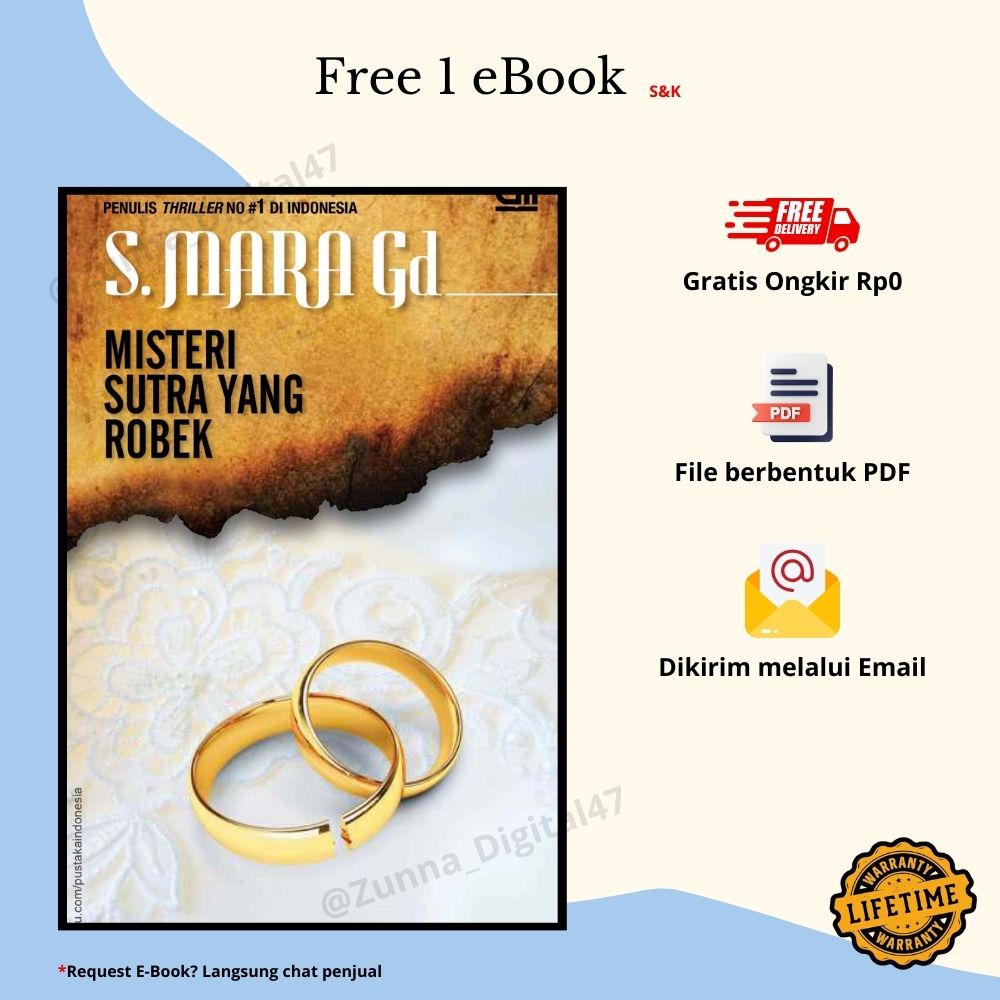 Free 1 eBook S&K
PENULIS THRILLER NO #1 DI INDONESIA
S. MARA Gd
MISTERI
SUTRA YANG
ROBEK
FREE
DELIVERY
Gratis Ongkir Rp0
PDF
File berbentuk PDF
@
Dikirim melalui Email
u.com/pustakaindonesia
@Zunna_Digital47
WARRANTY
LIFETIME
WARRANTY
*Request E-Book? Langsung chat penjual